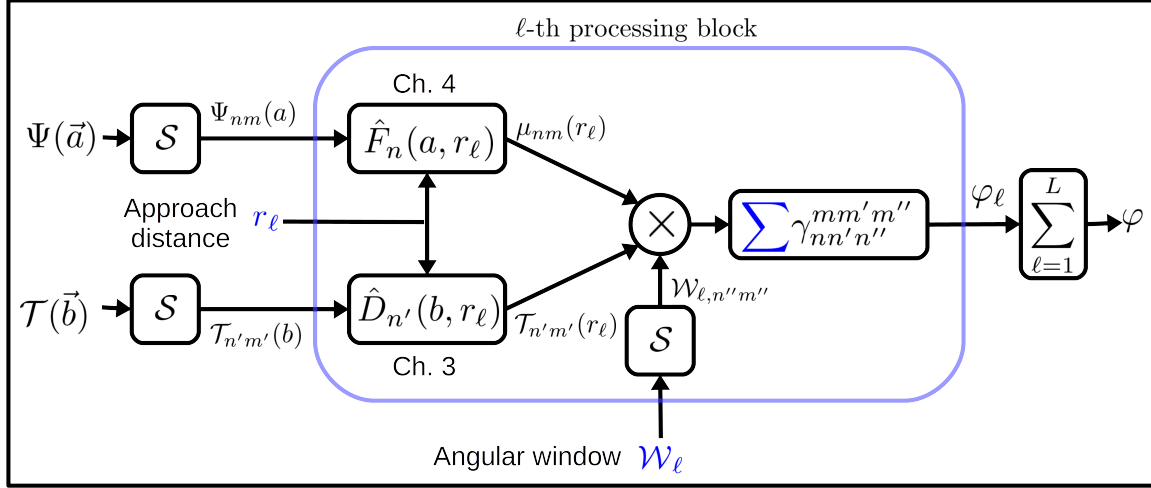 ℓ-th processing block
Ch. 4
Ψ(a⃗)
𝒮
Ψ_{nm}(a)
F̂_n(a, r_ℓ)
μ_{nm}(r_ℓ)
Approach
distance
r_ℓ
×
∑ γ_{nn′n″}^{mm′m″}
φ_ℓ
∑_{ℓ=1}^{L}
φ
𝒯(b⃗)
𝒮
𝒯_{n′m′}(b)
D̂_{n′}(b, r_ℓ)
𝒯_{n′m′}(r_ℓ)
Ch. 3
𝒲_{ℓ,n″m″}
𝒮
Angular window 𝒲_ℓ